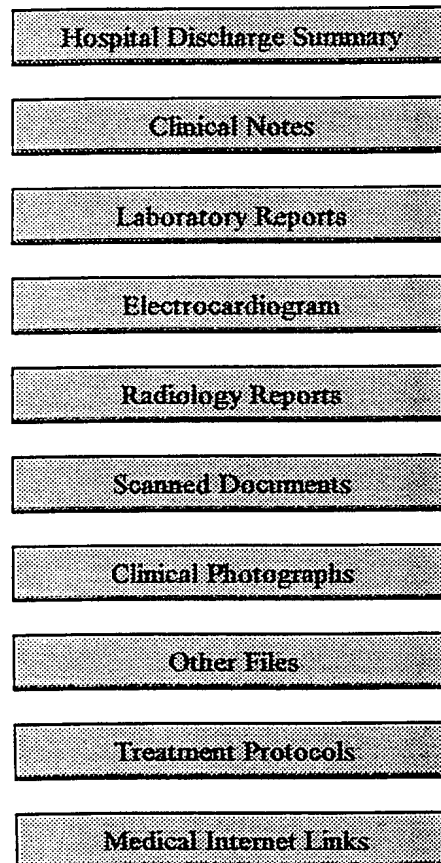 Hospital Discharge Summary
Clinical Notes
Laboratory Reports
Electrocardiogram
Radiology Reports
Scanned Documents
Clinical Photographs
Other Files
Treatment Protocols
Medical Internet Links